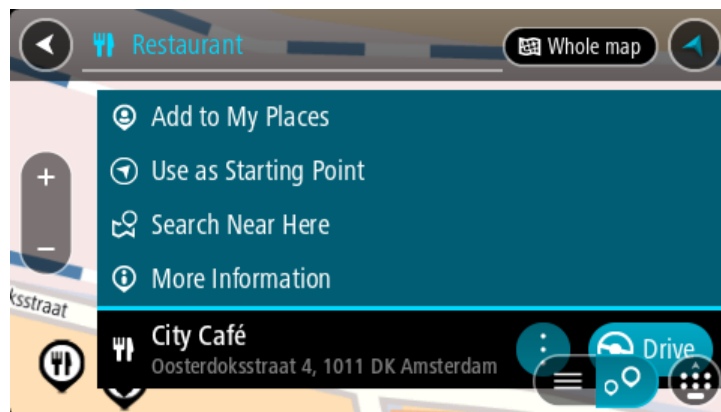 Restaurant
Whole map
Add to My Places
Use as Starting Point
Search Near Here
More Information
ksstraat
City Café
Oosterdoksstraat 4, 1011 DK Amsterdam
Drive